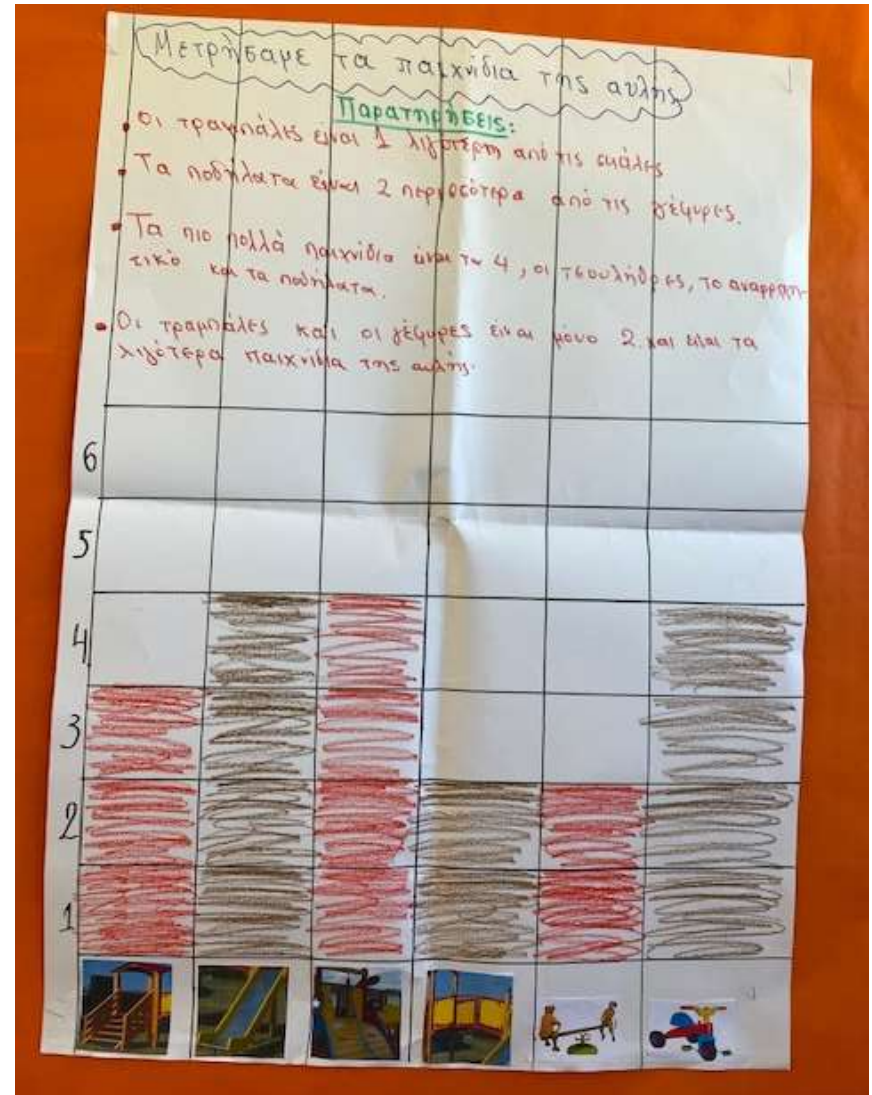 Μετρήσαμε τα παιχνίδια της αυλής
Παρατηρήσεις:
• Οι τραμπάλες είναι 1 λιγότερη από τις σκάλες
• Τα ποδήλατα είναι 2 περισσότερα από τις γέφυρες.
• Τα πιο πολλά παιχνίδια είναι τα 4, οι τσουλήθρες, το αναρριχη-
τικό και τα ποδήλατα.
• Οι τραμπάλες και οι γέφυρες είναι μόνο 2 και είναι τα
λιγότερα παιχνίδια της αυλής.
6
5
4
3
2
1